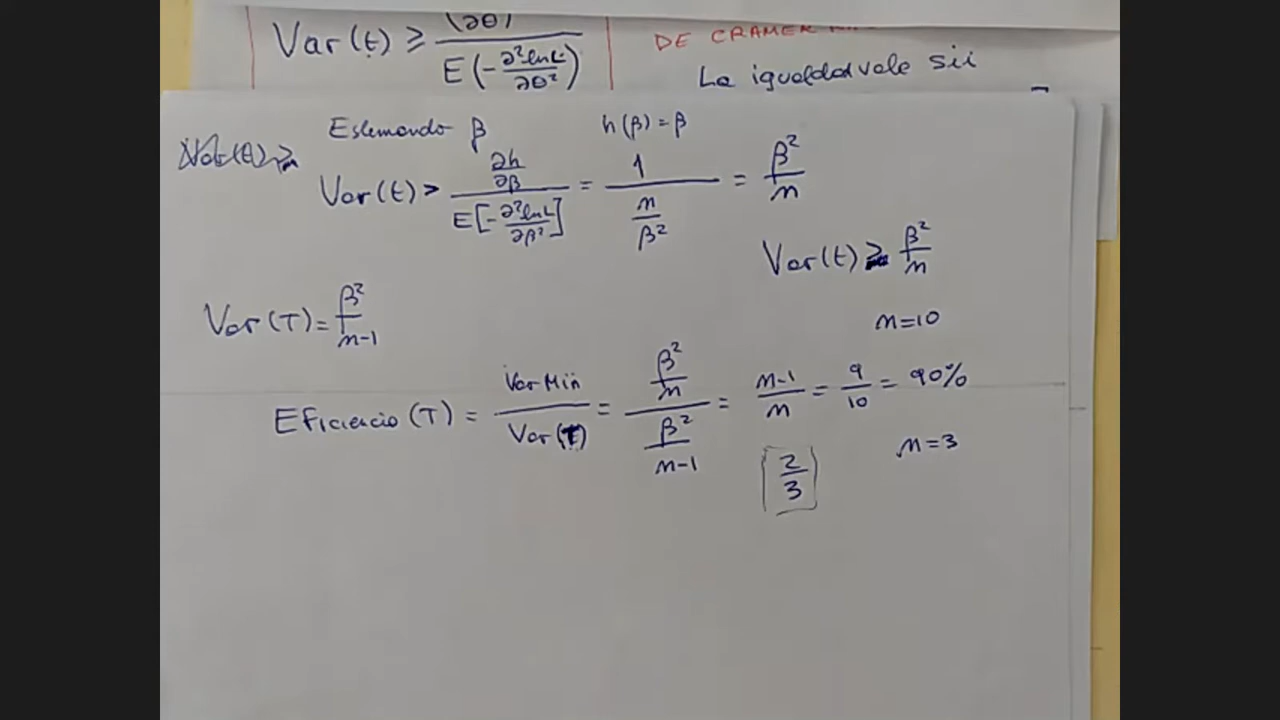 Var(t) ≥ (∂θ) / E(-∂²lnL/∂θ²)
DE CRAMER
La igualdad vale sii
Estemando β h(β) = β
Var(t) > ∂h/∂β / E[-∂²lnL/∂β²] = 1 / n/β² = β²/n
Var(t) ≥ β²/n
Var(T) = β²/n-1
n=10
Eficiencia(T) = Var Min / Var(T) = β²/n / β²/n-1 = n-1/n = 9/10 = 90%
n=3
[2/3]